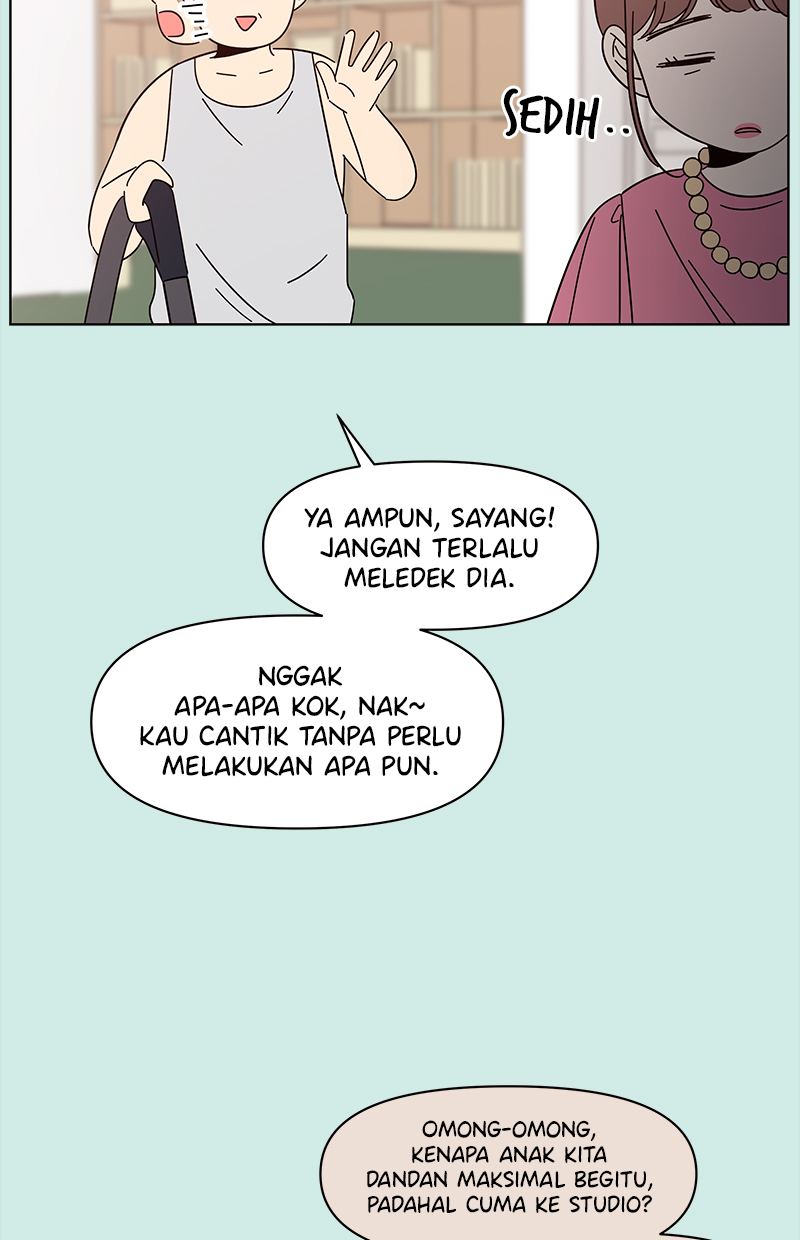 SEDIH..
YA AMPUN, SAYANG!
JANGAN TERLALU
MELEDEK DIA.
NGGAK
APA-APA KOK, NAK~
KAU CANTIK TANPA PERLU
MELAKUKAN APA PUN.
OMONG-OMONG,
KENAPA ANAK KITA
DANDAN MAKSIMAL BEGITU,
PADAHAL CUMA KE STUDIO?